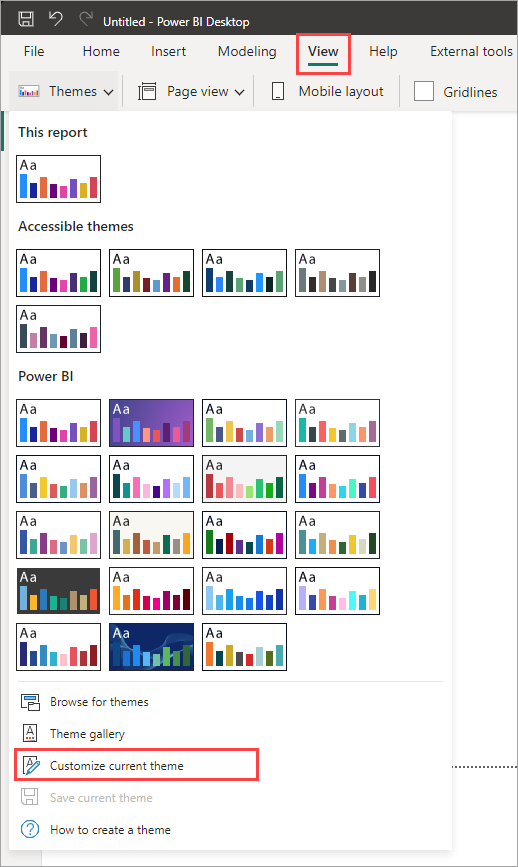 Untitled - Power BI Desktop
File Home Insert Modeling View Help External tools
Themes Page view Mobile layout Gridlines
This report
Aa
Accessible themes
Aa Aa Aa Aa
Aa
Power BI
Aa Aa Aa Aa
Aa Aa Aa Aa
Aa Aa Aa Aa
Aa Aa Aa Aa
Aa Aa Aa
Browse for themes
Theme gallery
Customize current theme
Save current theme
How to create a theme